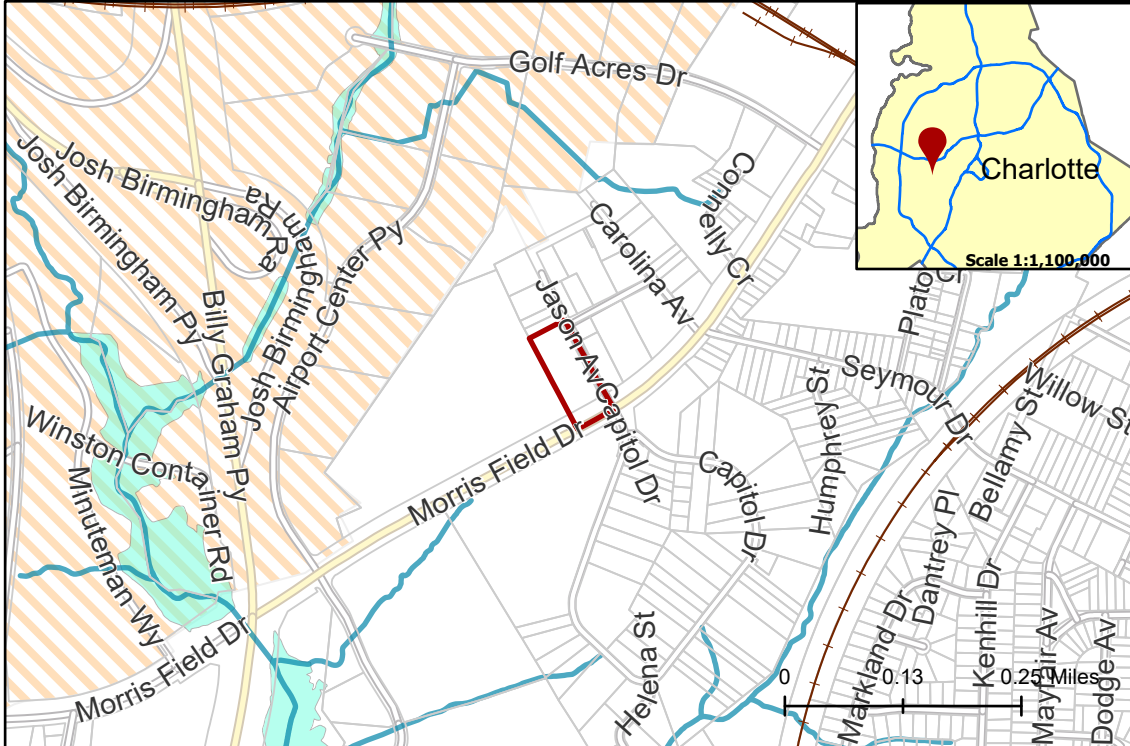 Golf Acres Dr
Charlotte
Scale 1:1,100,000
Josh Birmingham Ra
Josh Birmingham Py
Josh Birmingham Ra
Airport Center Py
Billy Graham Py
Connelly Cr
Carolina Av
Jason Av
Plato Cr
Seymour Dr
Willow St
Humphrey St
Bellamy St
Capitol Dr
Capitol Dr
Morris Field Dr
Winston Container Rd
Minuteman Wy
Morris Field Dr
Dantrey Pl
Kenhill Dr
Markland Dr
Mayfair Av
Dodge Av
Helena St
0 0.13 0.25 Miles